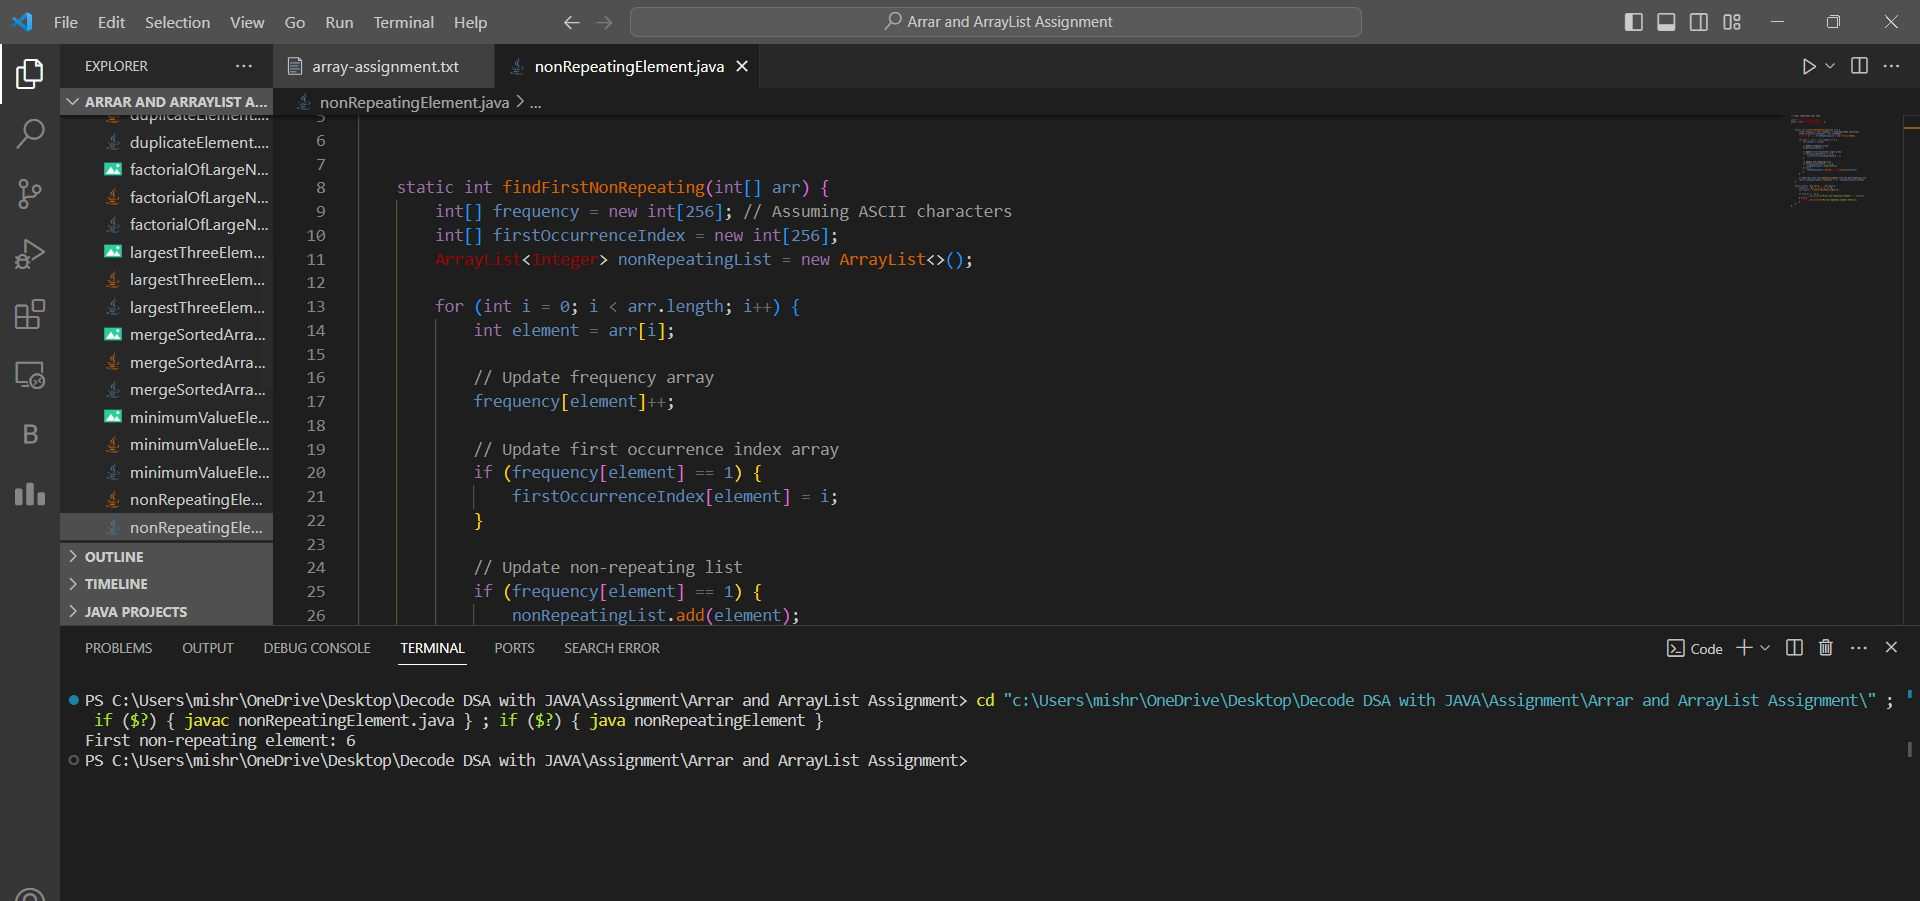 File Edit Selection View Go Run Terminal Help
Arrar and ArrayList Assignment
EXPLORER
array-assignment.txt
nonRepeatingElement.java
ARRAR AND ARRAYLIST A...
nonRepeatingElement.java > ...
duplicateElement....
duplicateElement....
factorialOfLargeN...
factorialOfLargeN...
factorialOfLargeN...
largestThreeElem...
largestThreeElem...
largestThreeElem...
mergeSortedArra...
mergeSortedArra...
mergeSortedArra...
minimumValueEle...
minimumValueEle...
minimumValueEle...
nonRepeatingEle...
nonRepeatingEle...
OUTLINE
TIMELINE
JAVA PROJECTS
B
5
6
7
8 static int findFirstNonRepeating(int[] arr) {
9 int[] frequency = new int[256]; // Assuming ASCII characters
10 int[] firstOccurrenceIndex = new int[256];
11 ArrayList<Integer> nonRepeatingList = new ArrayList<>();
12
13 for (int i = 0; i < arr.length; i++) {
14 int element = arr[i];
15
16 // Update frequency array
17 frequency[element]++;
18
19 // Update first occurrence index array
20 if (frequency[element] == 1) {
21 firstOccurrenceIndex[element] = i;
22 }
23
24 // Update non-repeating list
25 if (frequency[element] == 1) {
26 nonRepeatingList.add(element);
PROBLEMS OUTPUT DEBUG CONSOLE TERMINAL PORTS SEARCH ERROR
Code
PS C:\Users\mishr\OneDrive\Desktop\Decode DSA with JAVA\Assignment\Arrar and ArrayList Assignment> cd "c:\Users\mishr\OneDrive\Desktop\Decode DSA with JAVA\Assignment\Arrar and ArrayList Assignment\" ;
if ($?) { javac nonRepeatingElement.java } ; if ($?) { java nonRepeatingElement }
First non-repeating element: 6
PS C:\Users\mishr\OneDrive\Desktop\Decode DSA with JAVA\Assignment\Arrar and ArrayList Assignment>